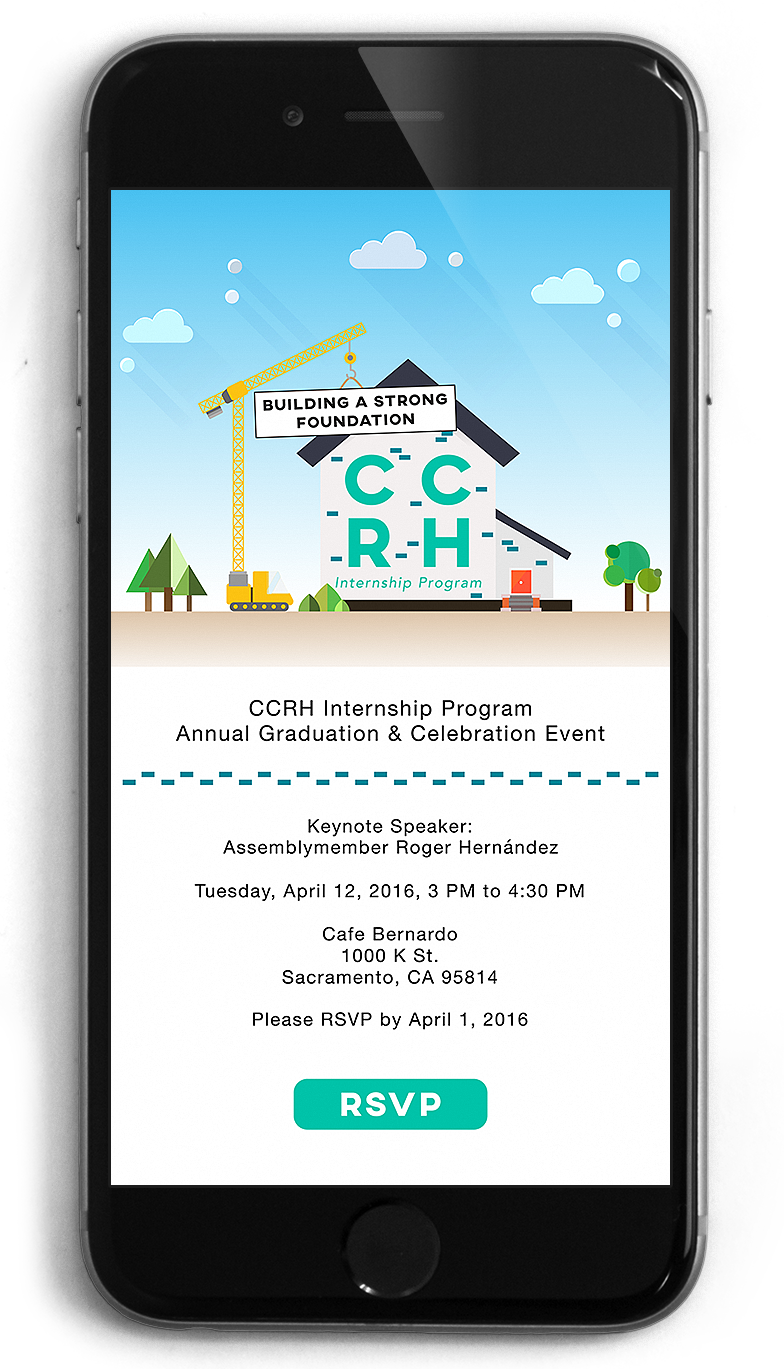 BUILDING A STRONG
FOUNDATION
C C
R H
Internship Program
CCRH Internship Program
Annual Graduation & Celebration Event
Keynote Speaker:
Assemblymember Roger Hernández
Tuesday, April 12, 2016, 3 PM to 4:30 PM
Cafe Bernardo
1000 K St.
Sacramento, CA 95814
Please RSVP by April 1, 2016
RSVP